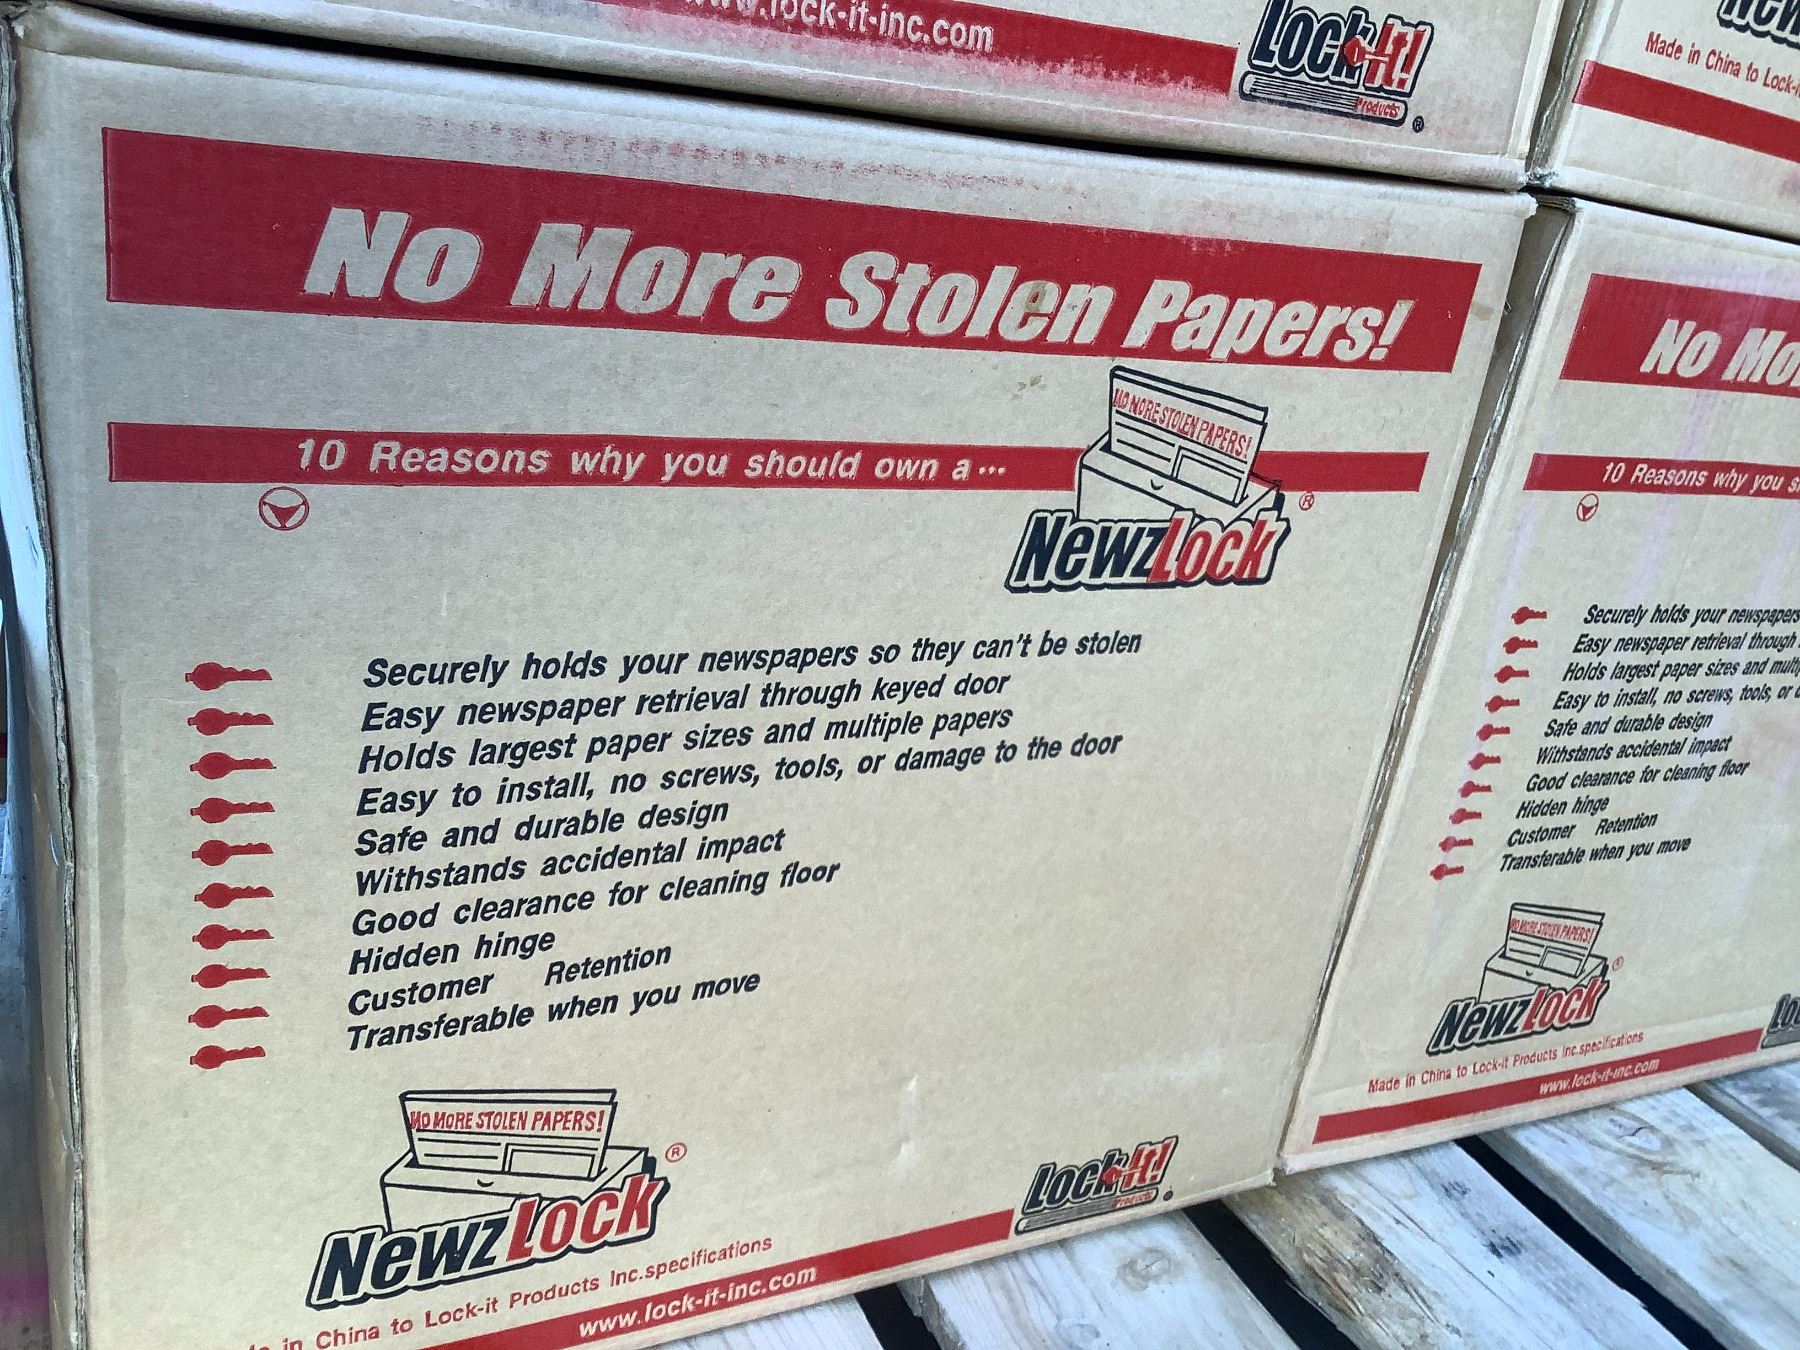 www.lock-it-inc.com
Lock-It!
Products
®
Made in China to Lock-
No More Stolen Papers!
10 Reasons why you should own a...
NO MORE STOLEN PAPERS!
NewzLock
®
Securely holds your newspapers so they can't be stolen
Easy newspaper retrieval through keyed door
Holds largest paper sizes and multiple papers
Easy to install, no screws, tools, or damage to the door
Safe and durable design
Withstands accidental impact
Good clearance for cleaning floor
Hidden hinge
Customer Retention
Transferable when you move
NO MORE STOLEN PAPERS!
NewzLock
®
Lock-It!
Products
®
in China to Lock-it Products Inc.specifications
www.lock-it-inc.com
No Mo
10 Reasons why you s
Securely holds your newspapers
Easy newspaper retrieval through
Holds largest paper sizes and
Easy to install, no screws, tools, or
Safe and durable design
Withstands accidental impact
Good clearance for cleaning floor
Hidden hinge
Customer Retention
Transferable when you move
NO MORE STOLEN PAPERS!
NewzLock
®
Made in China to Lock-it Products Inc.specifications
www.lock-it-inc.com